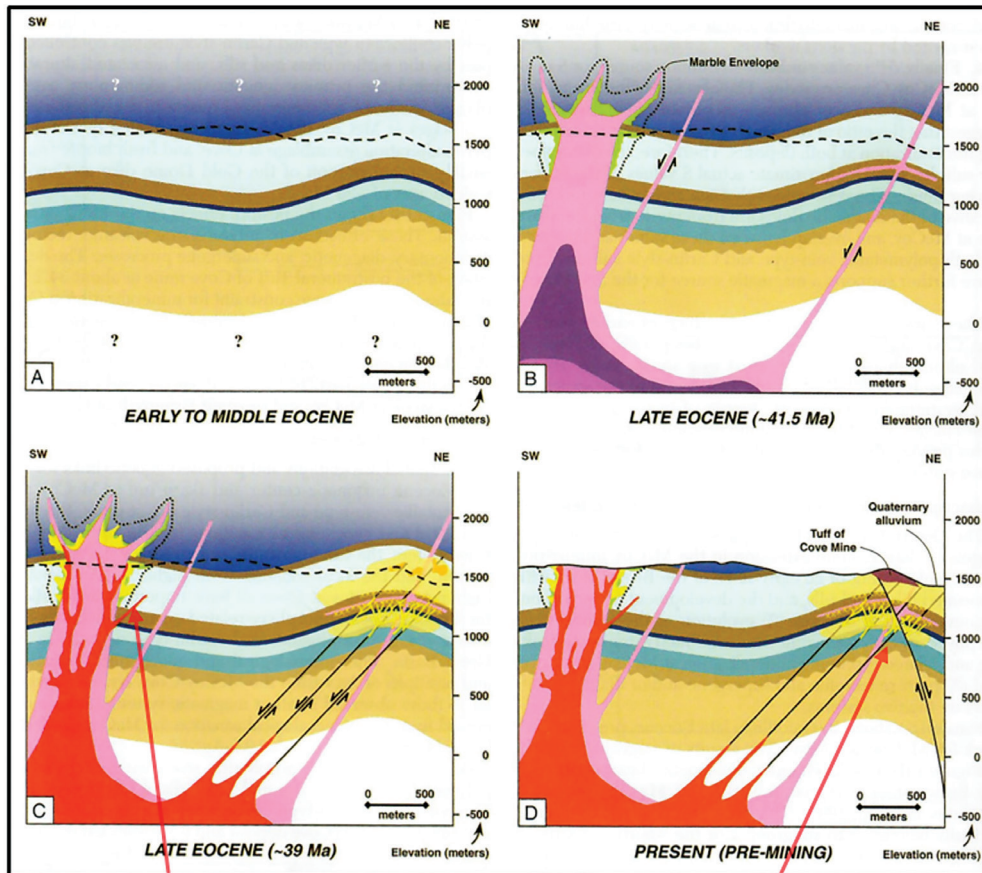 SW
NE
?
?
?
2000
1500
1000
500
0
-500
?
?
?
0 500
meters
A
EARLY TO MIDDLE EOCENE
Elevation (meters)
SW
NE
Marble Envelope
2000
1500
1000
500
0
-500
0 500
meters
B
LATE EOCENE (~41.5 Ma)
Elevation (meters)
SW
NE
2000
1500
1000
500
0
-500
0 500
meters
C
LATE EOCENE (~39 Ma)
Elevation (meters)
SW
NE
Quaternary
alluvium
Tuff of
Cove Mine
2000
1500
1000
500
0
-500
0 500
meters
D
PRESENT (PRE-MINING)
Elevation (meters)